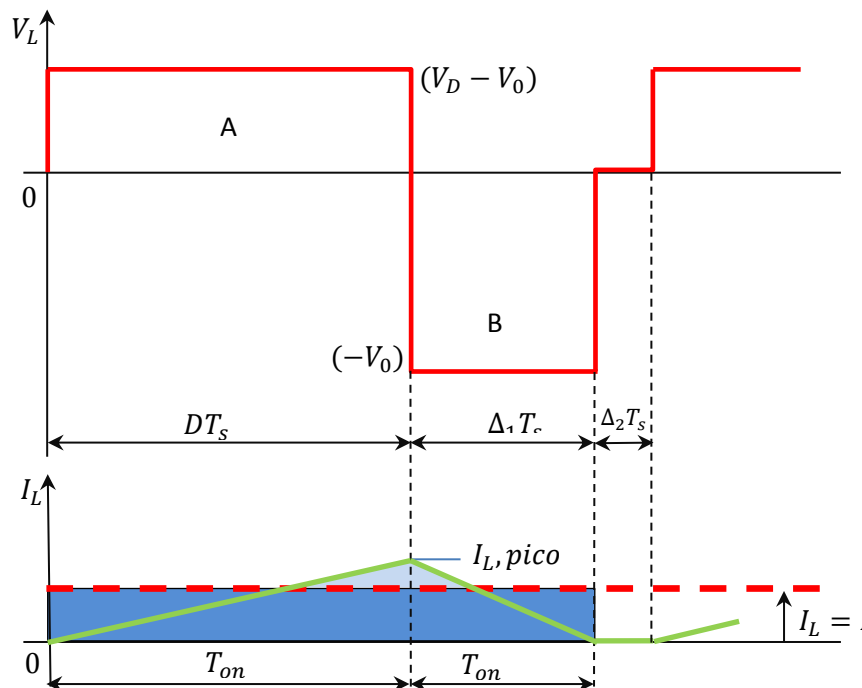 V_L
(V_D − V_0)
A
0
B
(−V_0)
DT_s
Δ_1T_s
Δ_2T_s
I_L
I_L, pico
I_L =
0
T_on
T_on